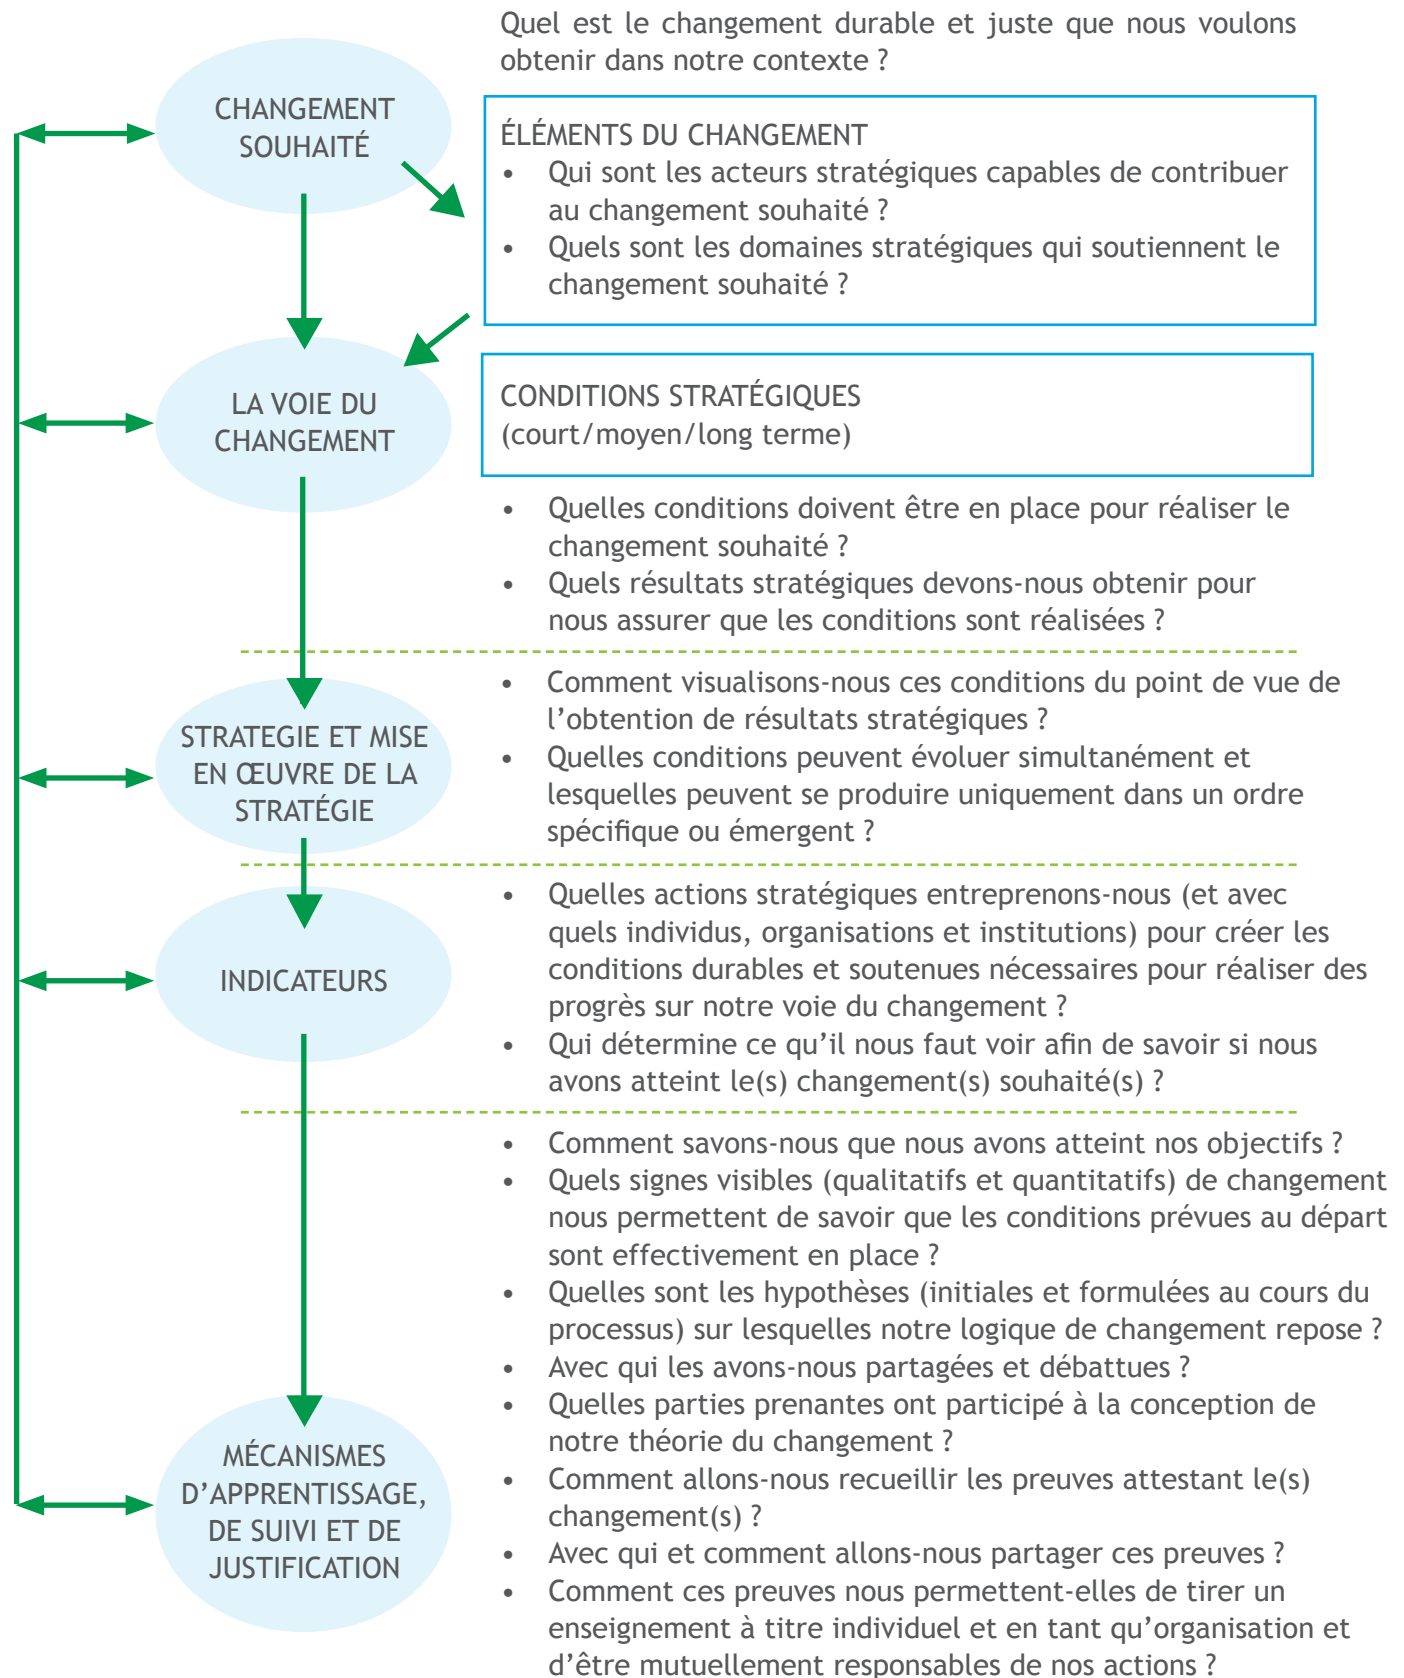 Quel est le changement durable et juste que nous voulons
obtenir dans notre contexte ?
CHANGEMENT
SOUHAITÉ
ÉLÉMENTS DU CHANGEMENT
• Qui sont les acteurs stratégiques capables de contribuer
au changement souhaité ?
• Quels sont les domaines stratégiques qui soutiennent le
changement souhaité ?
LA VOIE DU
CHANGEMENT
CONDITIONS STRATÉGIQUES
(court/moyen/long terme)
• Quelles conditions doivent être en place pour réaliser le
changement souhaité ?
• Quels résultats stratégiques devons-nous obtenir pour
nous assurer que les conditions sont réalisées ?
STRATEGIE ET MISE
EN ŒUVRE DE LA
STRATÉGIE
• Comment visualisons-nous ces conditions du point de vue de
l’obtention de résultats stratégiques ?
• Quelles conditions peuvent évoluer simultanément et
lesquelles peuvent se produire uniquement dans un ordre
spécifique ou émergent ?
INDICATEURS
• Quelles actions stratégiques entreprenons-nous (et avec
quels individus, organisations et institutions) pour créer les
conditions durables et soutenues nécessaires pour réaliser des
progrès sur notre voie du changement ?
• Qui détermine ce qu’il nous faut voir afin de savoir si nous
avons atteint le(s) changement(s) souhaité(s) ?
• Comment savons-nous que nous avons atteint nos objectifs ?
• Quels signes visibles (qualitatifs et quantitatifs) de changement
nous permettent de savoir que les conditions prévues au départ
sont effectivement en place ?
• Quelles sont les hypothèses (initiales et formulées au cours du
processus) sur lesquelles notre logique de changement repose ?
• Avec qui les avons-nous partagées et débattues ?
• Quelles parties prenantes ont participé à la conception de
notre théorie du changement ?
MÉCANISMES
D’APPRENTISSAGE,
DE SUIVI ET DE
JUSTIFICATION
• Comment allons-nous recueillir les preuves attestant le(s)
changement(s) ?
• Avec qui et comment allons-nous partager ces preuves ?
• Comment ces preuves nous permettent-elles de tirer un
enseignement à titre individuel et en tant qu’organisation et
d’être mutuellement responsables de nos actions ?